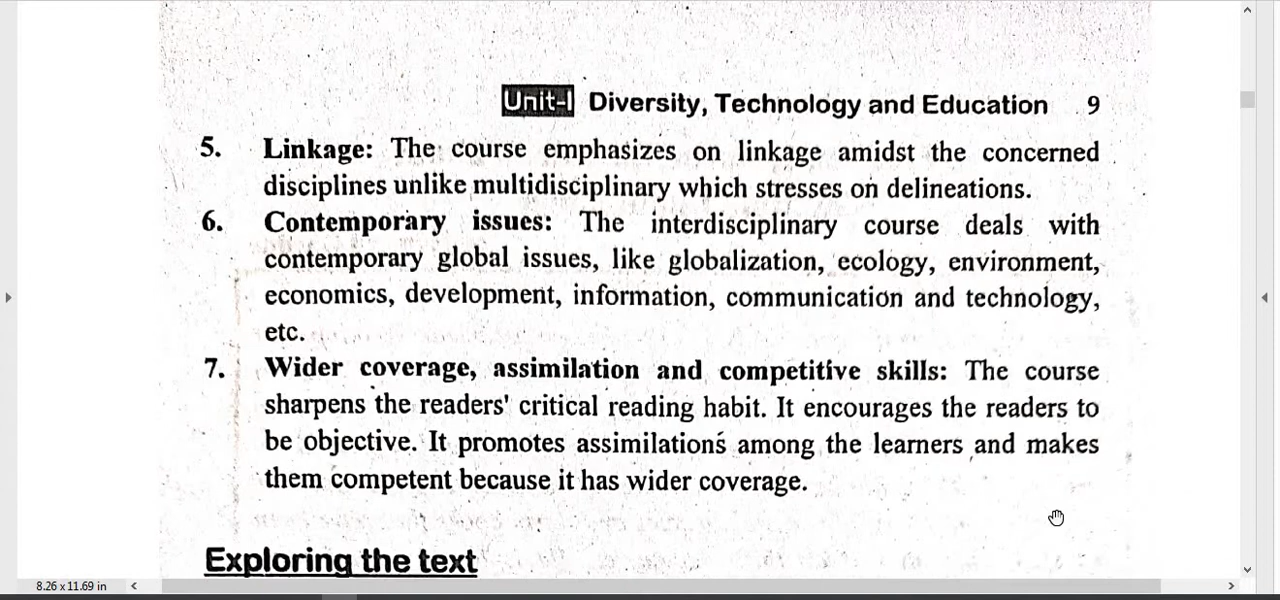 Unit-I Diversity, Technology and Education 9
5. Linkage: The course emphasizes on linkage amidst the concerned
disciplines unlike multidisciplinary which stresses on delineations.
6. Contemporary issues: The interdisciplinary course deals with
contemporary global issues, like globalization, ecology, environment,
economics, development, information, communication and technology,
etc.
7. Wider coverage, assimilation and competitive skills: The course
sharpens the readers' critical reading habit. It encourages the readers to
be objective. It promotes assimilations among the learners and makes
them competent because it has wider coverage.
Exploring the text
8.26 x 11.69 in